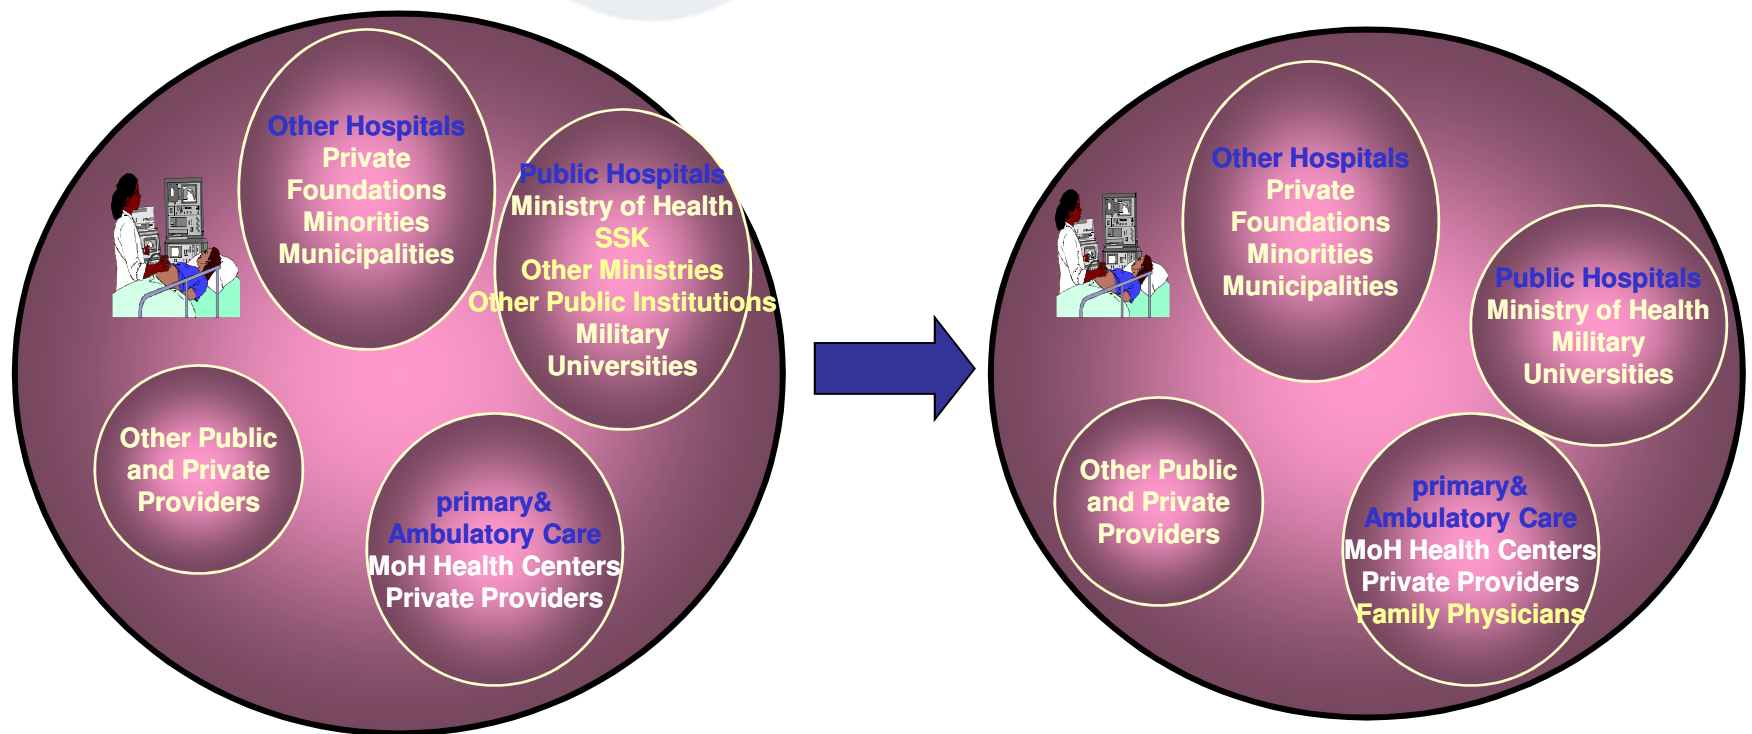 Other Hospitals
Private
Foundations
Minorities
Municipalities
Public Hospitals
Ministry of Health
SSK
Other Ministries
Other Public Institutions
Military
Universities
Other Public
and Private
Providers
primary&
Ambulatory Care
MoH Health Centers
Private Providers
Other Hospitals
Private
Foundations
Minorities
Municipalities
Public Hospitals
Ministry of Health
Military
Universities
Other Public
and Private
Providers
primary&
Ambulatory Care
MoH Health Centers
Private Providers
Family Physicians